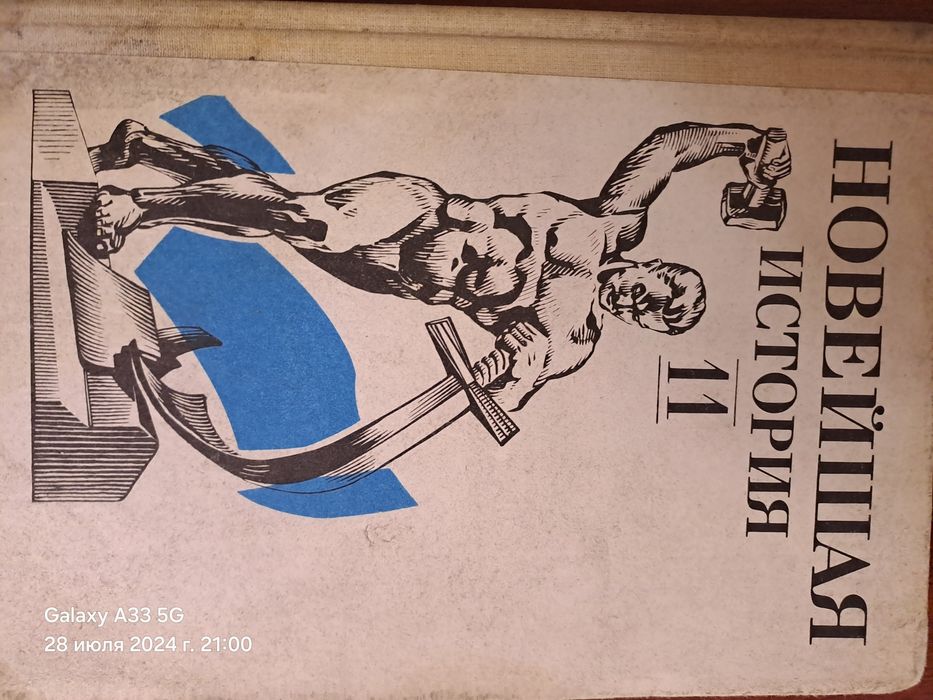 НОВЕЙШАЯ
ИСТОРИЯ
11
Galaxy A33 5G
28 июля 2024 г. 21:00